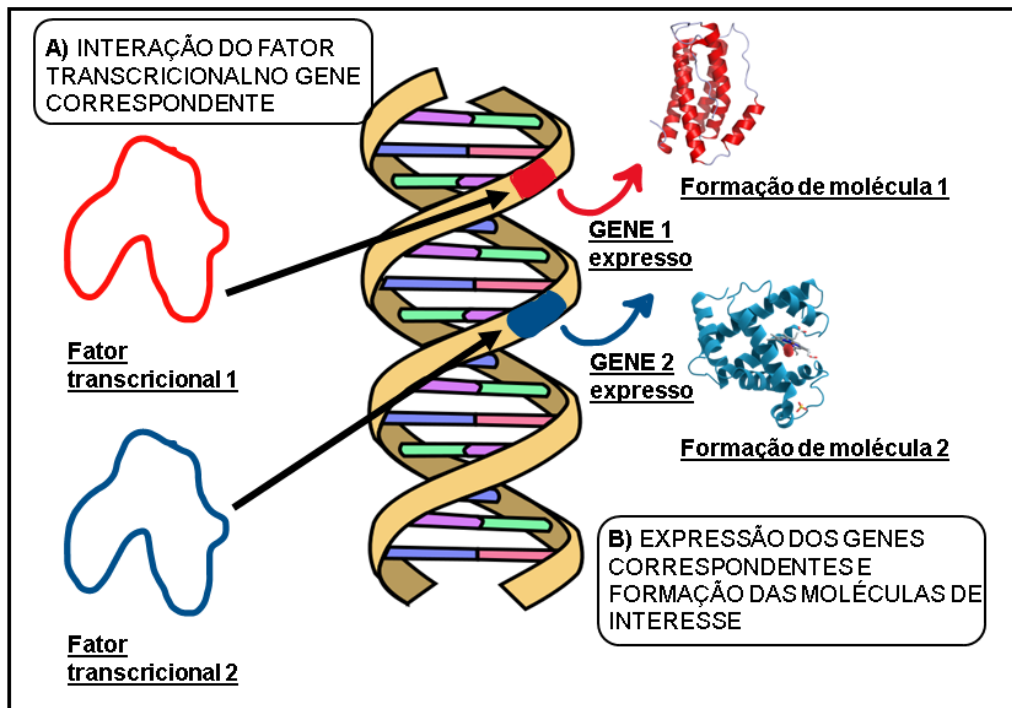 A) INTERAÇÃO DO FATOR
TRANSCRICIONALNO GENE
CORRESPONDENTE
Fator
transcricional 1
Fator
transcricional 2
Formação de molécula 1
GENE 1
expresso
GENE 2
expresso
Formação de molécula 2
B) EXPRESSÃO DOS GENES
CORRESPONDENTES E
FORMAÇÃO DAS MOLÉCULAS DE
INTERESSE